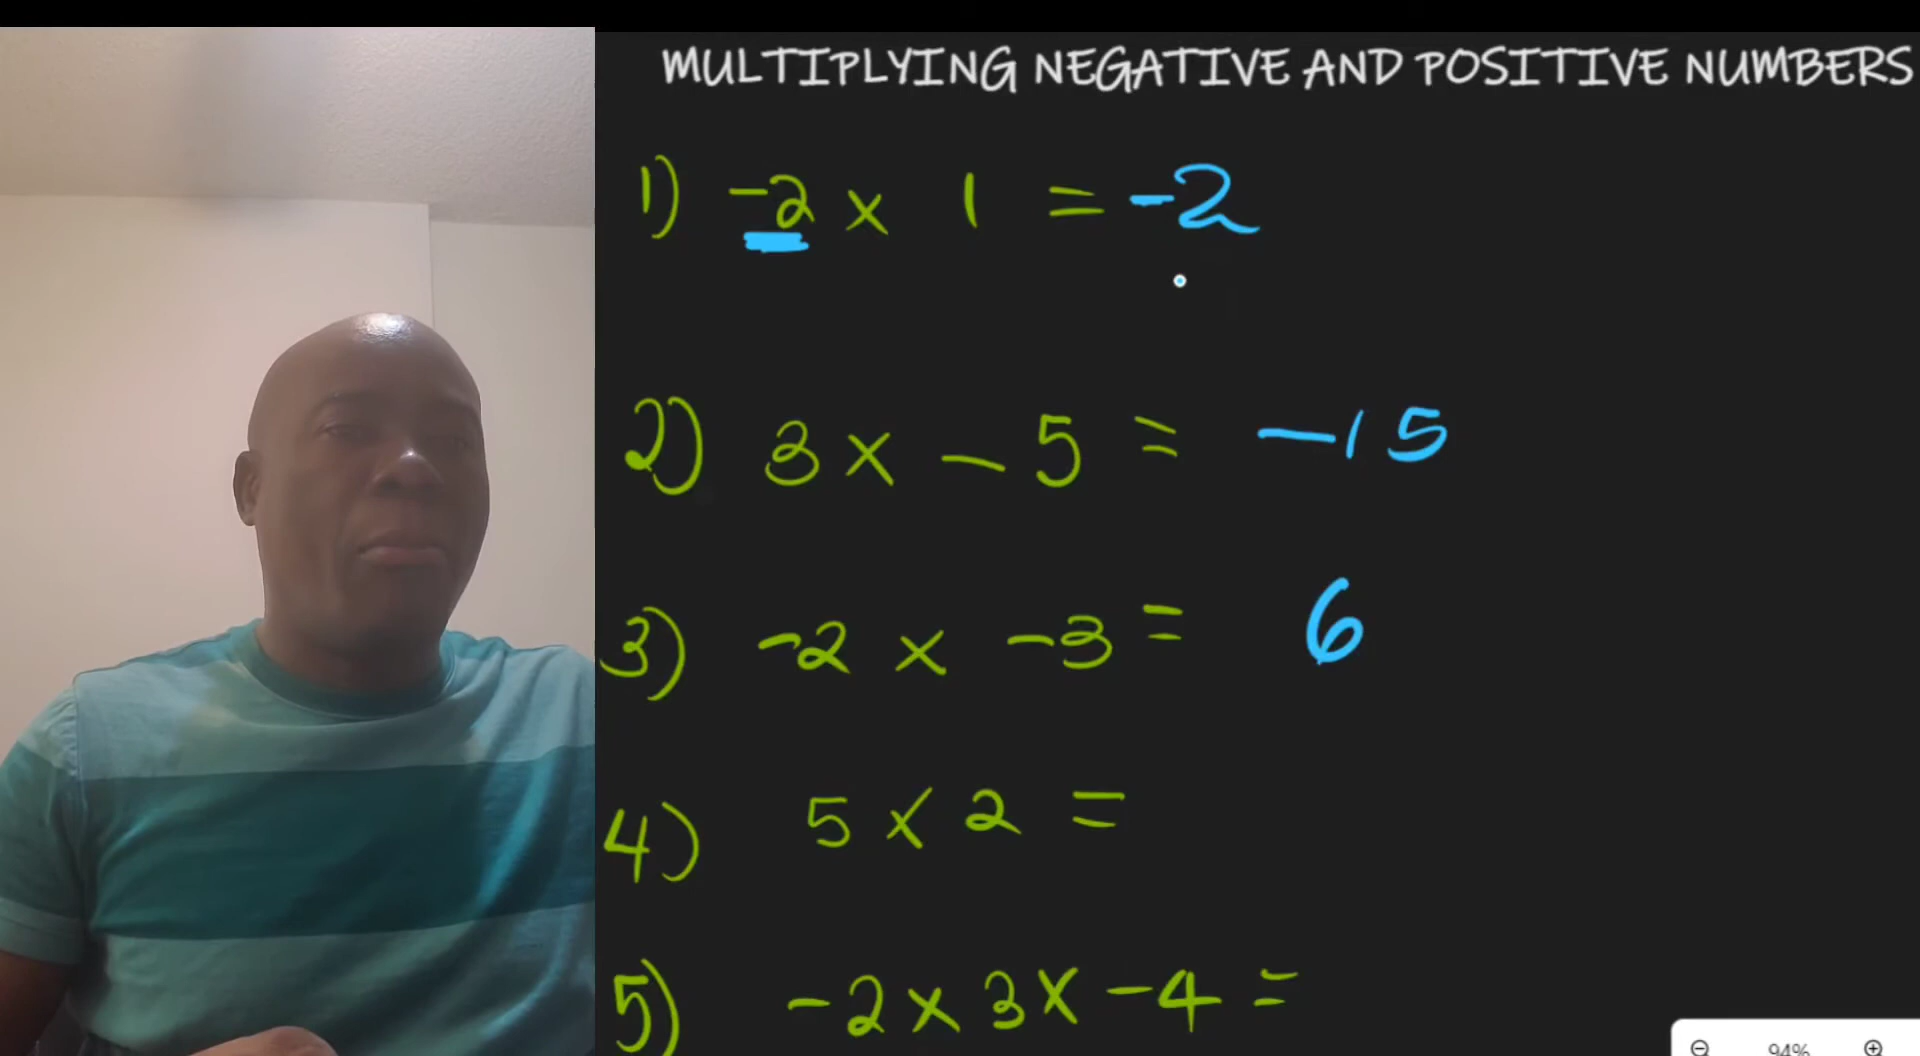 MULTIPLYING NEGATIVE AND POSITIVE NUMBERS
1) -2 x 1 = -2
2) 3 x - 5 = -15
3) -2 x -3 = 6
4) 5 x 2 =
5) -2 x 3 x -4 =
94%